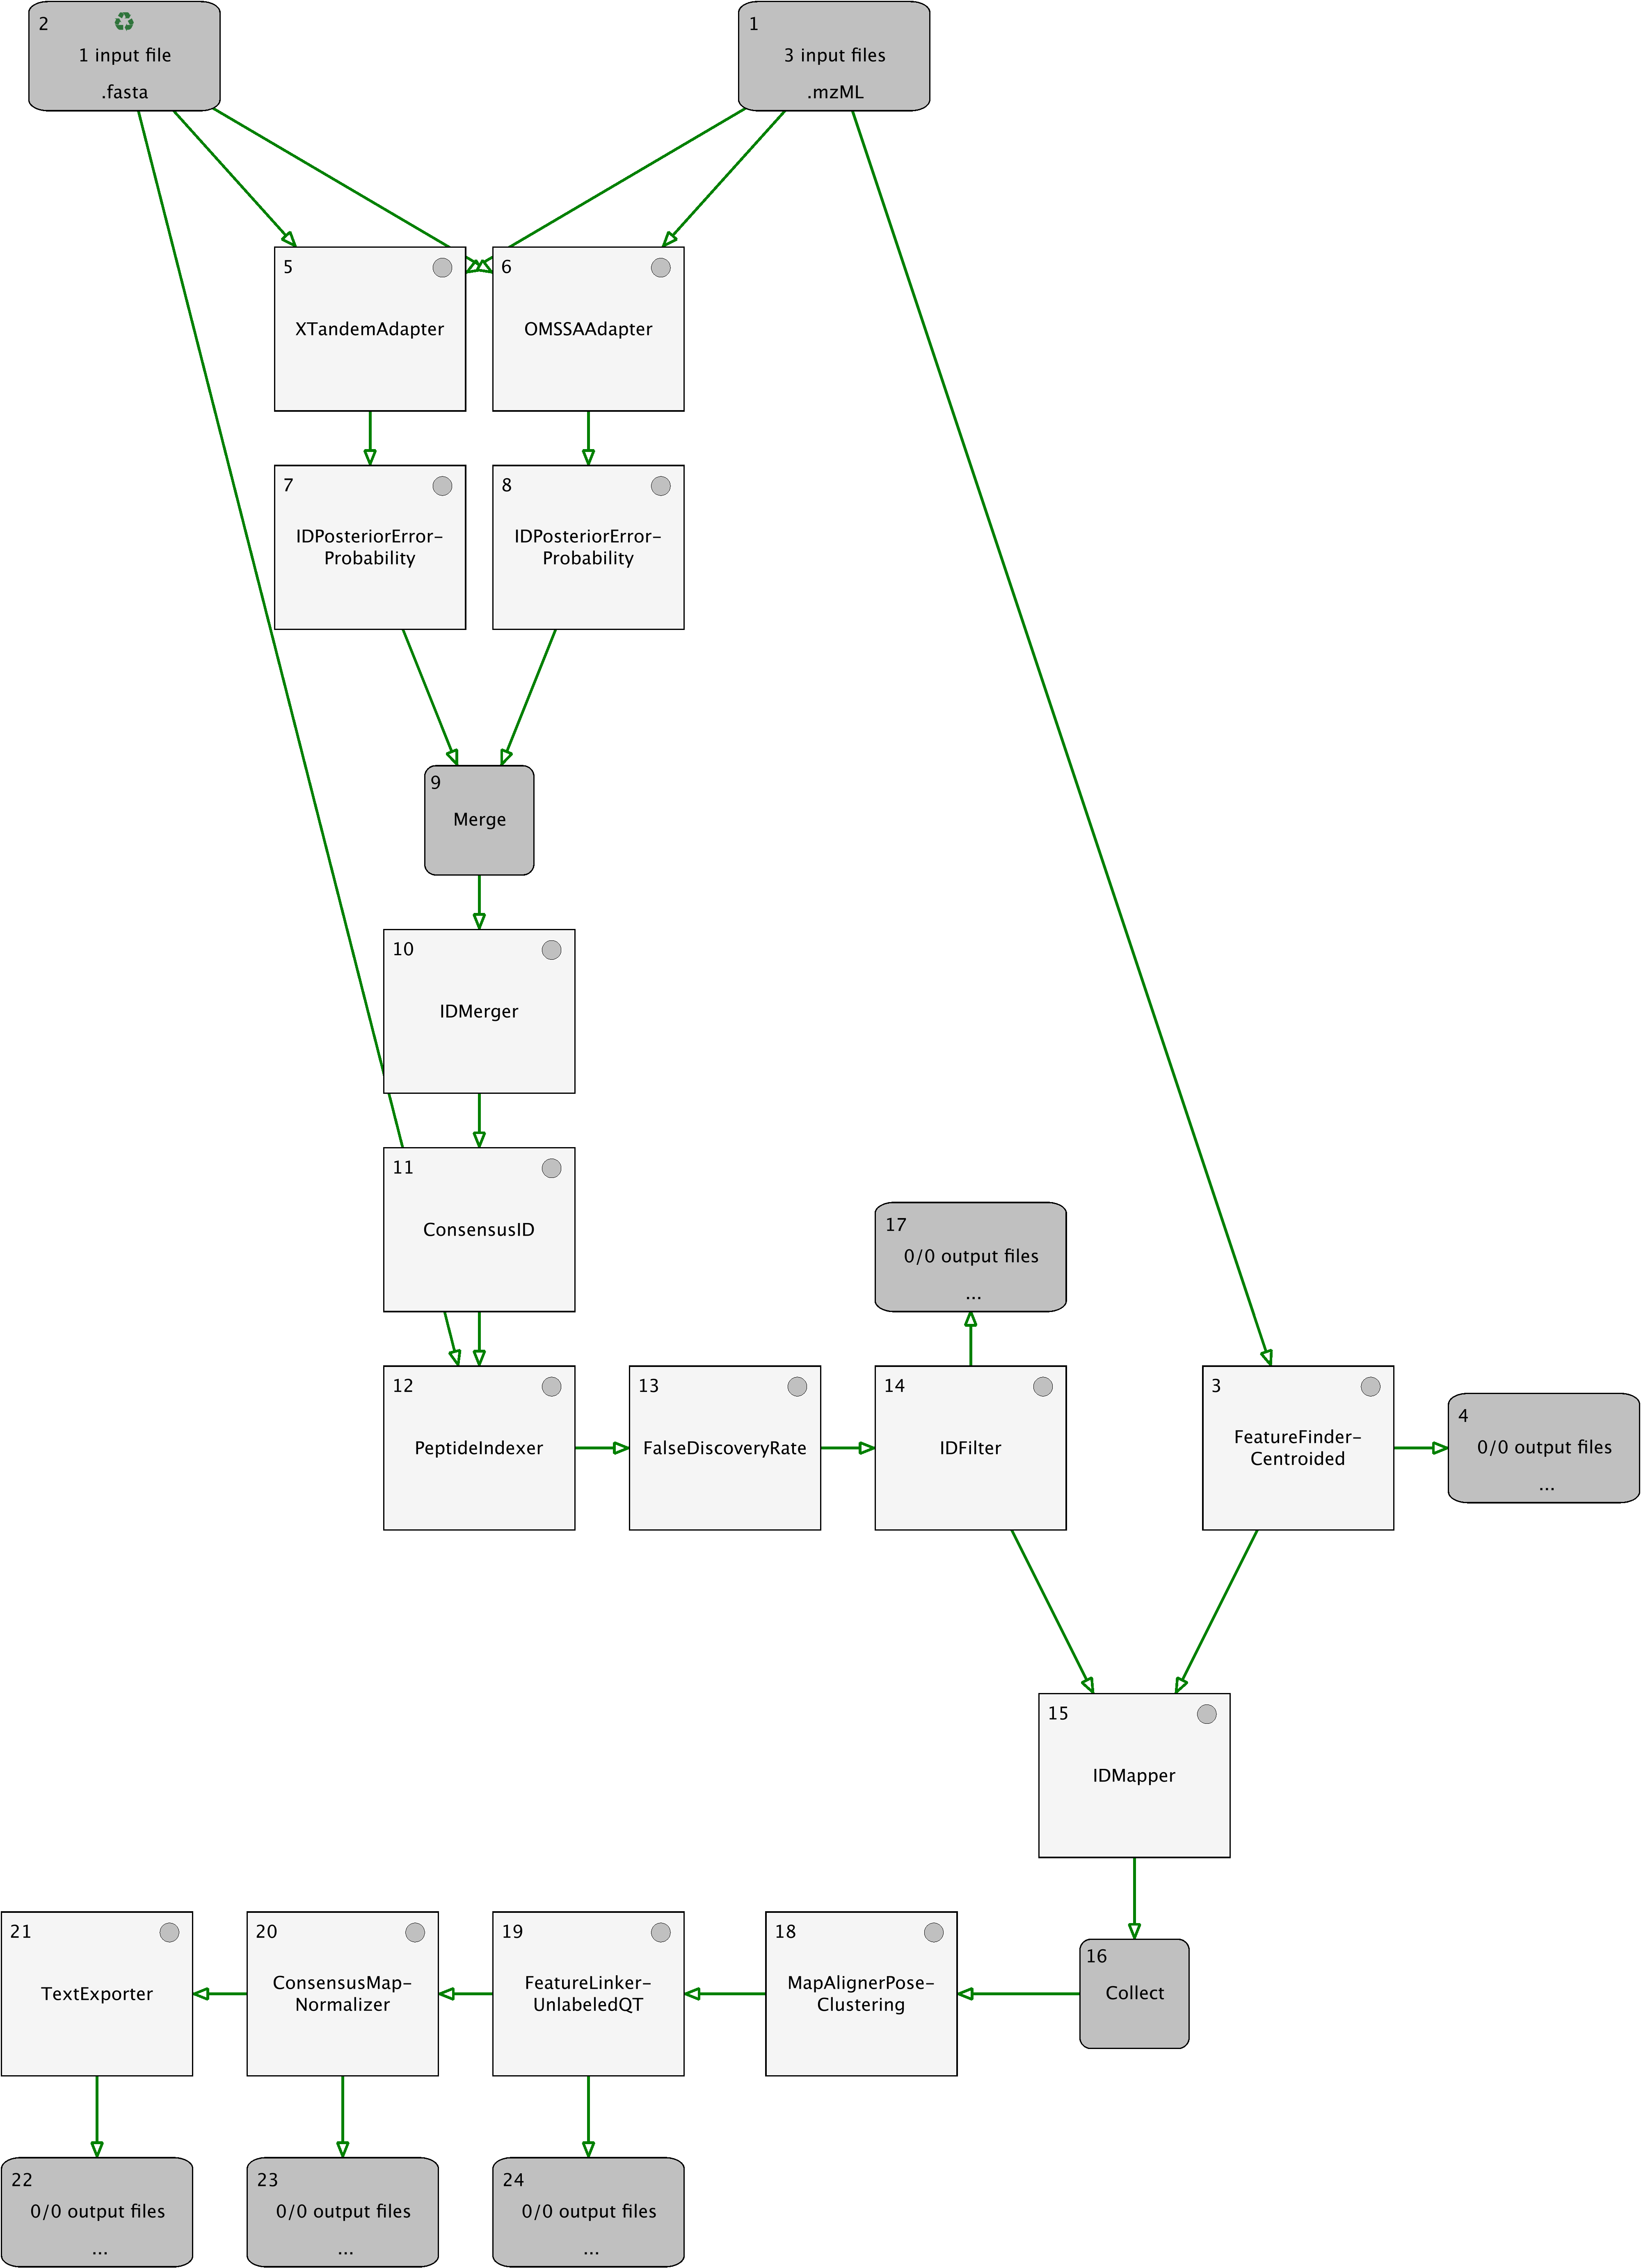 2
1 input file
.fasta
1
3 input files
.mzML
5
XTandemAdapter
6
OMSSAAdapter
7
IDPosteriorError-
Probability
8
IDPosteriorError-
Probability
9
Merge
10
IDMerger
11
ConsensusID
17
0/0 output files
...
12
PeptideIndexer
13
FalseDiscoveryRate
14
IDFilter
3
FeatureFinder-
Centroided
4
0/0 output files
...
15
IDMapper
16
Collect
21
TextExporter
20
ConsensusMap-
Normalizer
19
FeatureLinker-
UnlabeledQT
18
MapAlignerPose-
Clustering
22
0/0 output files
...
23
0/0 output files
...
24
0/0 output files
...